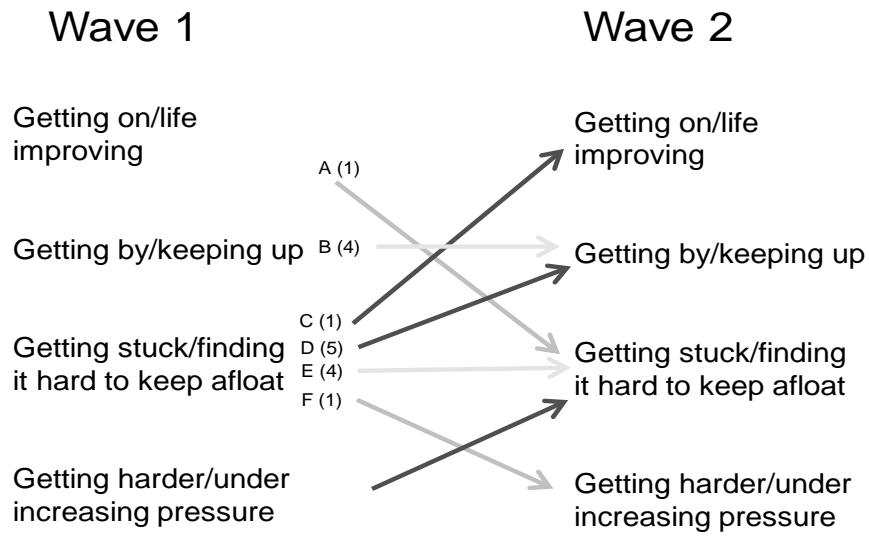 Wave 1
Wave 2
Getting on/life
improving
Getting on/life
improving
A (1)
Getting by/keeping up
B (4)
Getting by/keeping up
C (1)
Getting stuck/finding
it hard to keep afloat
D (5)
E (4)
F (1)
Getting stuck/finding
it hard to keep afloat
Getting harder/under
increasing pressure
Getting harder/under
increasing pressure